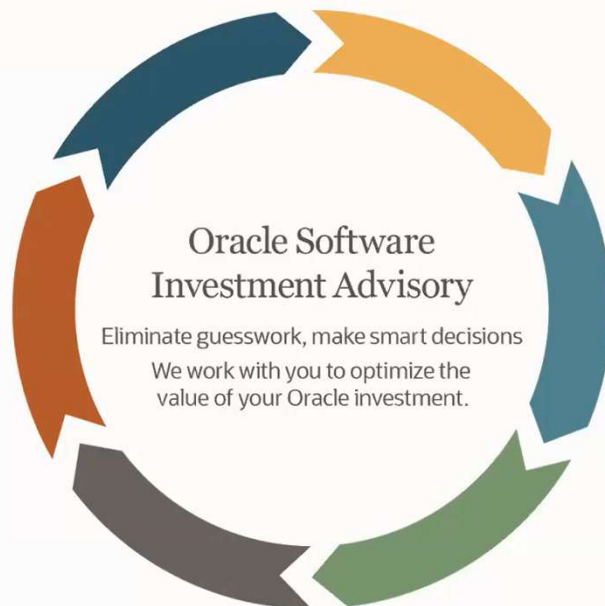 Oracle Software
Investment Advisory
Eliminate guesswork, make smart decisions
We work with you to optimize the
value of your Oracle investment.